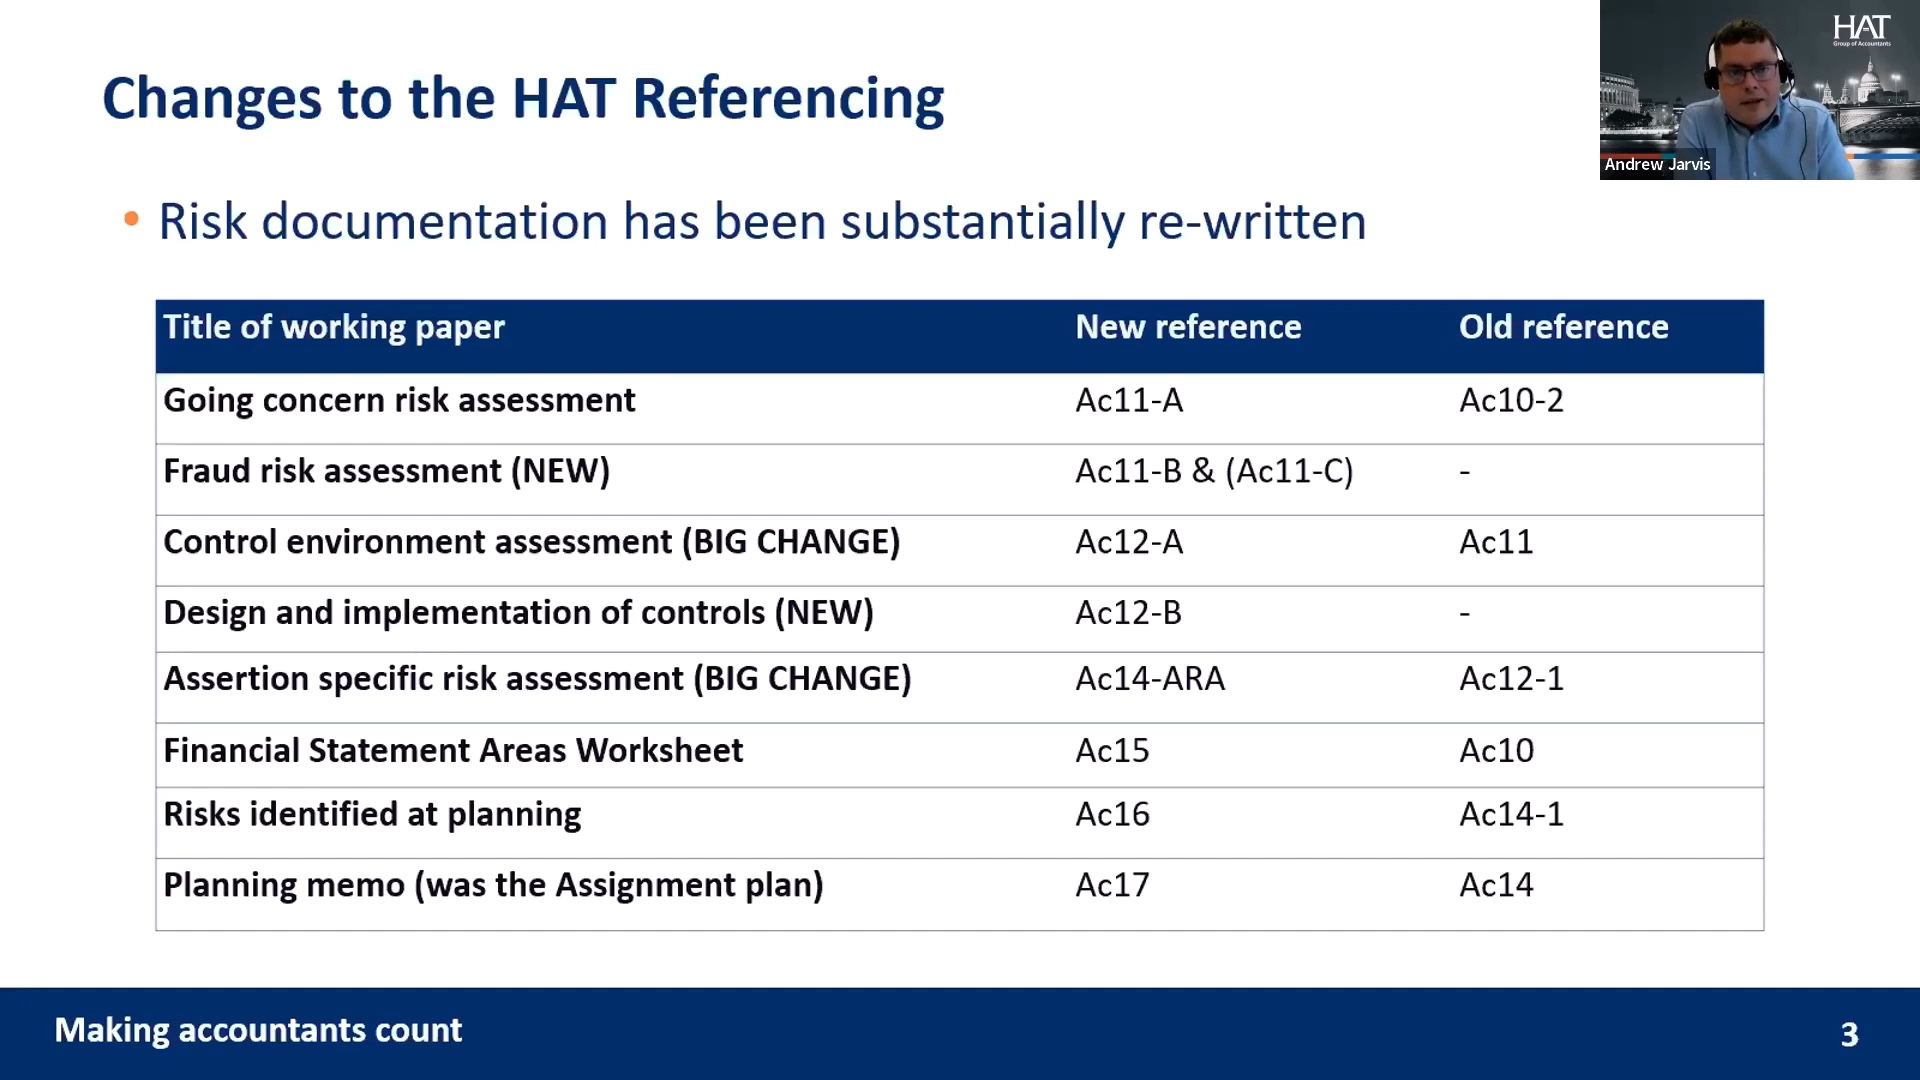 Changes to the HAT Referencing
HAT
Group of Accountants
Andrew Jarvis
• Risk documentation has been substantially re-written
Title of working paper New reference Old reference
Going concern risk assessment Ac11-A Ac10-2
Fraud risk assessment (NEW) Ac11-B & (Ac11-C) -
Control environment assessment (BIG CHANGE) Ac12-A Ac11
Design and implementation of controls (NEW) Ac12-B -
Assertion specific risk assessment (BIG CHANGE) Ac14-ARA Ac12-1
Financial Statement Areas Worksheet Ac15 Ac10
Risks identified at planning Ac16 Ac14-1
Planning memo (was the Assignment plan) Ac17 Ac14
Making accountants count 3